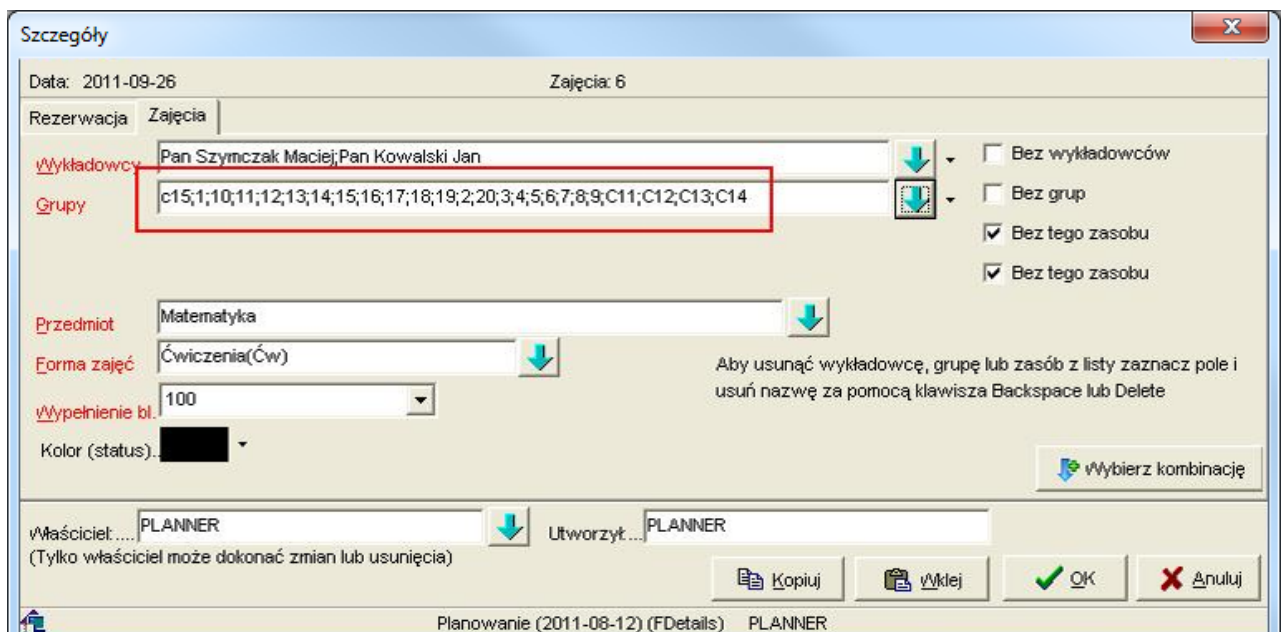 Szczegóły
Data: 2011-09-26 Zajęcia: 6
Rezerwacja Zajęcia
Wykładowcy Pan Szymczak Maciej;Pan Kowalski Jan Bez wykładowców
Grupy c15;1;10;11;12;13;14;15;16;17;18;19;2;20;3;4;5;6;7;8;9;C11;C12;C13;C14 Bez grup
Bez tego zasobu
Bez tego zasobu
Przedmiot Matematyka
Forma zajęć Ćwiczenia(Ćw)
Aby usunąć wykładowcę, grupę lub zasób z listy zaznacz pole i
usuń nazwę za pomocą klawisza Backspace lub Delete
Wypełnienie bl. 100
Kolor (status)..
Wybierz kombinację
Właściciel:.... PLANNER Utworzył:... PLANNER
(Tylko właściciel może dokonać zmian lub usunięcia)
Kopiuj Wklej OK Anuluj
Planowanie (2011-08-12) (FDetails) PLANNER